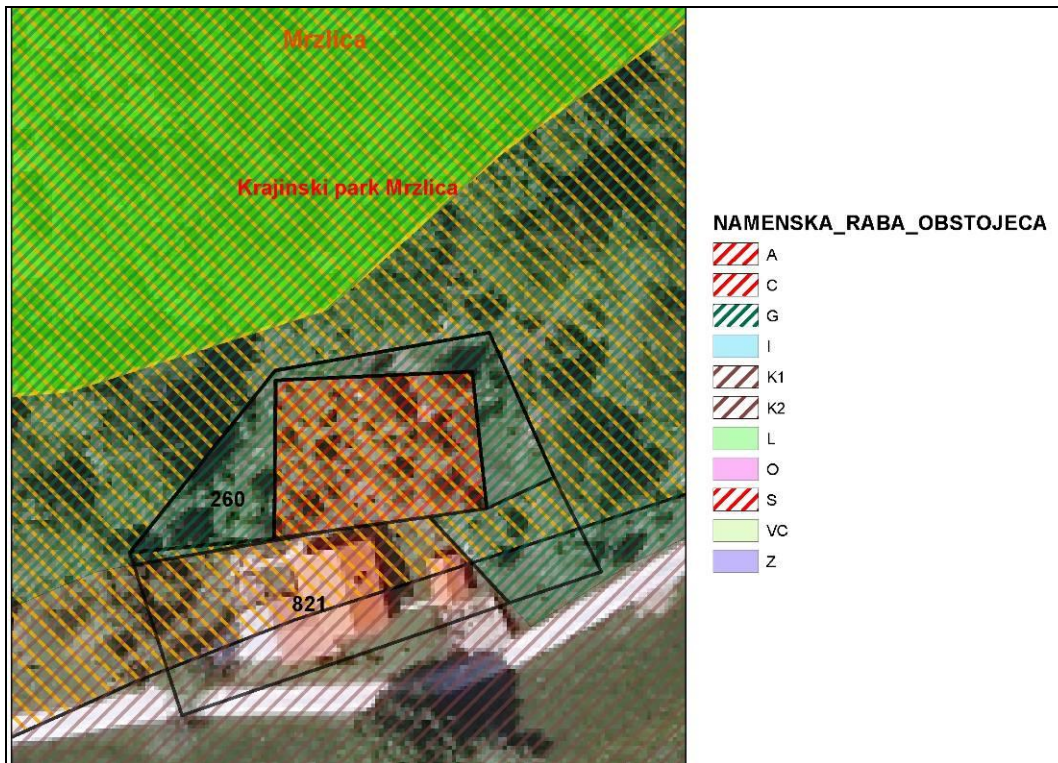 Mrzlica
Krajinski park Mrzlica
260
821
NAMENSKA_RABA_OBSTOJECA
A
C
G
I
K1
K2
L
O
S
VC
Z